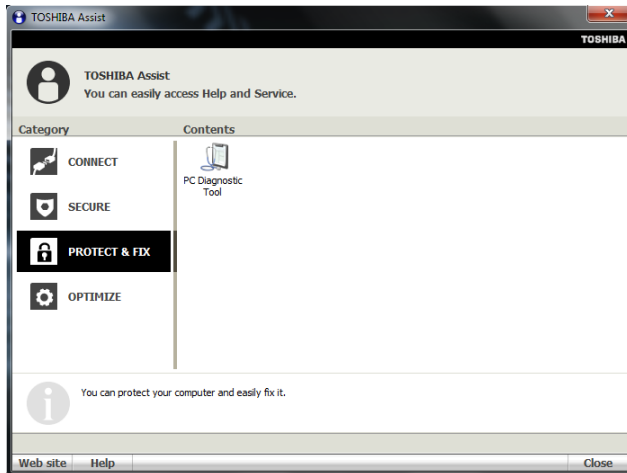 TOSHIBA Assist
TOSHIBA
TOSHIBA Assist
You can easily access Help and Service.
Category
Contents
CONNECT
SECURE
PROTECT & FIX
OPTIMIZE
PC Diagnostic
Tool
You can protect your computer and easily fix it.
Web site
Help
Close